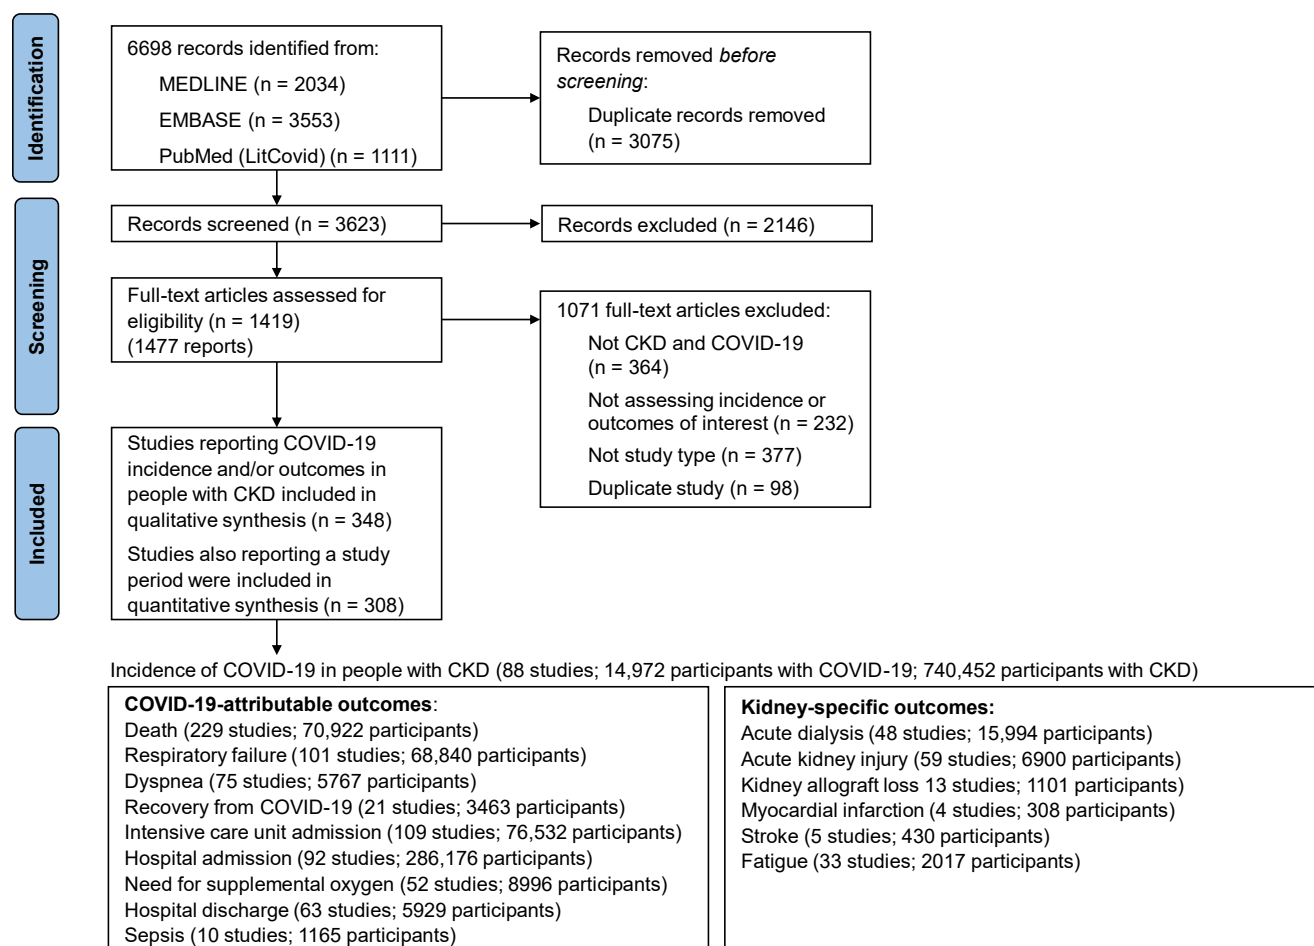 Identification
6698 records identified from:
MEDLINE (n = 2034)
EMBASE (n = 3553)
PubMed (LitCovid) (n = 1111)
Records removed before
screening:
Duplicate records removed
(n = 3075)
Screening
Records screened (n = 3623)
Records excluded (n = 2146)
Full-text articles assessed for
eligibility (n = 1419)
(1477 reports)
1071 full-text articles excluded:
Not CKD and COVID-19
(n = 364)
Not assessing incidence or
outcomes of interest (n = 232)
Not study type (n = 377)
Duplicate study (n = 98)
Included
Studies reporting COVID-19
incidence and/or outcomes in
people with CKD included in
qualitative synthesis (n = 348)
Studies also reporting a study
period were included in
quantitative synthesis (n = 308)
Incidence of COVID-19 in people with CKD (88 studies; 14,972 participants with COVID-19; 740,452 participants with CKD)
COVID-19-attributable outcomes:
Death (229 studies; 70,922 participants)
Respiratory failure (101 studies; 68,840 participants)
Dyspnea (75 studies; 5767 participants)
Recovery from COVID-19 (21 studies; 3463 participants)
Intensive care unit admission (109 studies; 76,532 participants)
Hospital admission (92 studies; 286,176 participants)
Need for supplemental oxygen (52 studies; 8996 participants)
Hospital discharge (63 studies; 5929 participants)
Sepsis (10 studies; 1165 participants)
Kidney-specific outcomes:
Acute dialysis (48 studies; 15,994 participants)
Acute kidney injury (59 studies; 6900 participants)
Kidney allograft loss 13 studies; 1101 participants)
Myocardial infarction (4 studies; 308 participants)
Stroke (5 studies; 430 participants)
Fatigue (33 studies; 2017 participants)